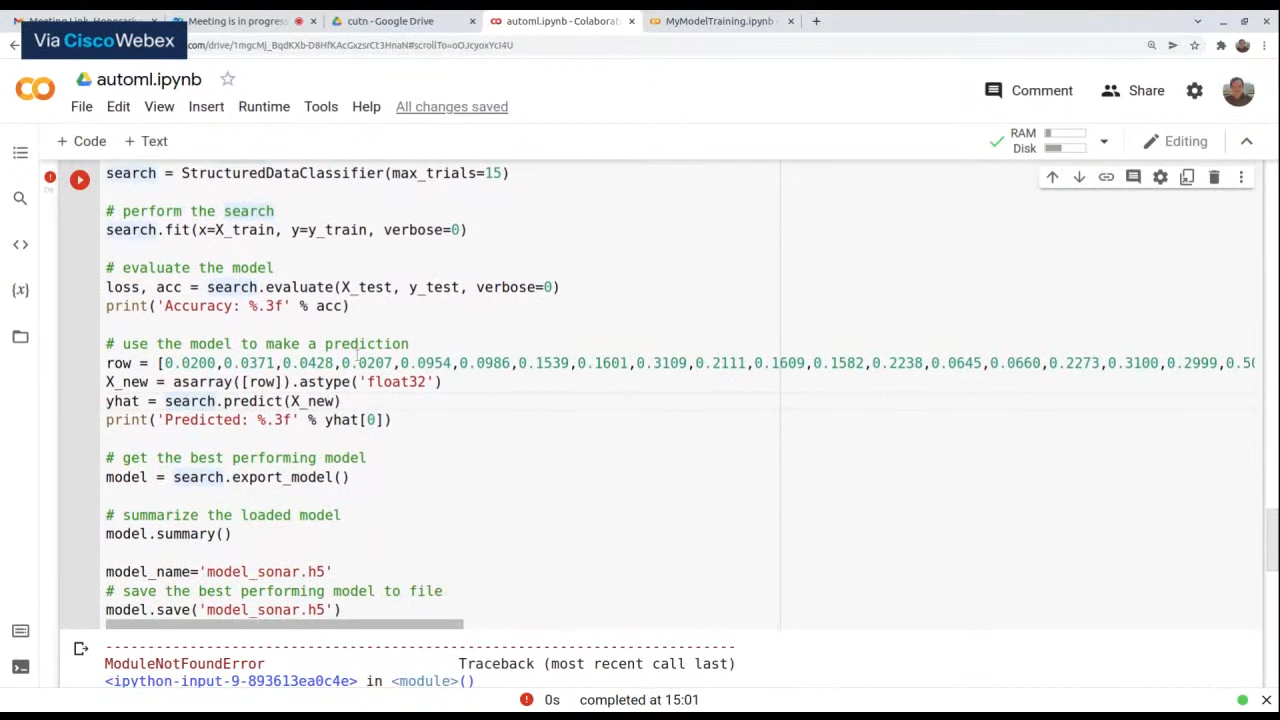 Meeting Link, Honorarium
Meeting is in progress
cutn - Google Drive
automl.ipynb - Colaborat
MyModelTraining.ipynb
Via CiscoWebex
.com/drive/1mgcMj_BqdKXb-D8HfKAcGxzsrCt3HnaN#scrollTo=oOJcyoxYcI4U
automl.ipynb
File Edit View Insert Runtime Tools Help All changes saved
Comment Share
+ Code + Text
RAM
Disk
Editing
search = StructuredDataClassifier(max_trials=15)
# perform the search
search.fit(x=X_train, y=y_train, verbose=0)
# evaluate the model
loss, acc = search.evaluate(X_test, y_test, verbose=0)
print('Accuracy: %.3f' % acc)
# use the model to make a prediction
row = [0.0200,0.0371,0.0428,0.0207,0.0954,0.0986,0.1539,0.1601,0.3109,0.2111,0.1609,0.1582,0.2238,0.0645,0.0660,0.2273,0.3100,0.2999,0.50
X_new = asarray([row]).astype('float32')
yhat = search.predict(X_new)
print('Predicted: %.3f' % yhat[0])
# get the best performing model
model = search.export_model()
# summarize the loaded model
model.summary()
model_name='model_sonar.h5'
# save the best performing model to file
model.save('model_sonar.h5')
0s
---------------------------------------------------------------------------
ModuleNotFoundError Traceback (most recent call last)
<ipython-input-9-893613ea0c4e> in <module>()
0s completed at 15:01